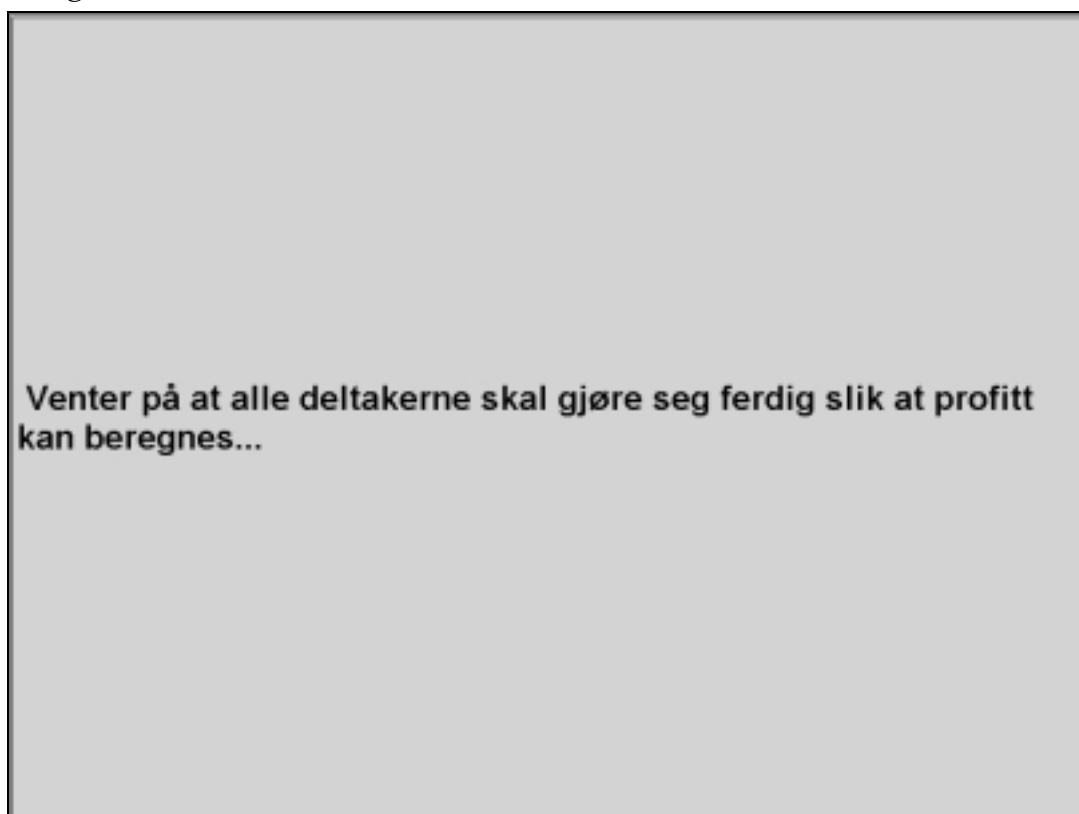 Venter på at alle deltakerne skal gjøre seg ferdig slik at profitt
kan beregnes...